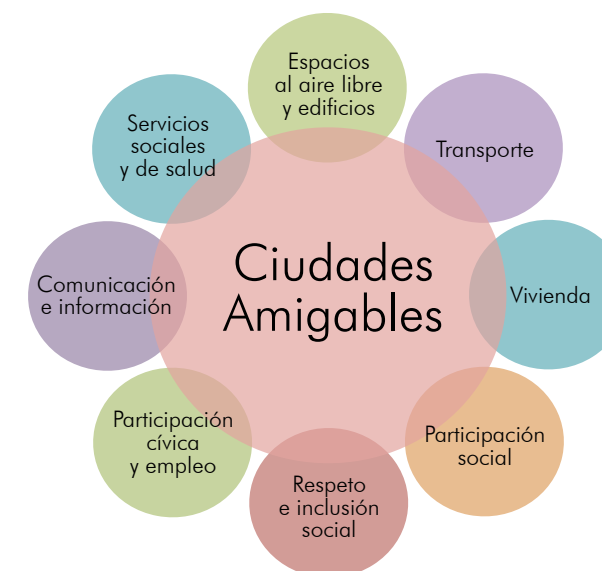 Espacios
al aire libre
y edificios
Servicios
sociales
y de salud
Transporte
Ciudades
Amigables
Comunicación
e información
Vivienda
Participación
cívica
y empleo
Participación
social
Respeto
e inclusión
social